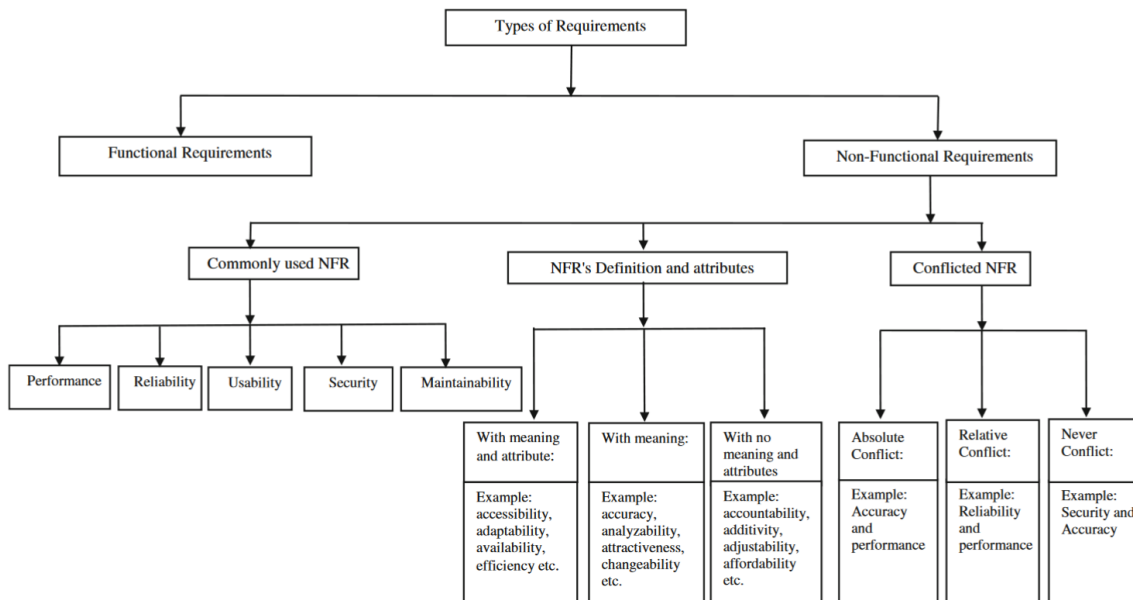 Types of Requirements
Functional Requirements
Non-Functional Requirements
Commonly used NFR
NFR's Definition and attributes
Conflicted NFR
Performance
Reliability
Usability
Security
Maintainability
With meaning
and attribute:
Example:
accessibility,
adaptability,
availability,
efficiency etc.
With meaning:
Example:
accuracy,
analyzability,
attractiveness,
changeability
etc.
With no
meaning and
attributes
Example:
accountability,
additivity,
adjustability,
affordability
etc.
Absolute
Conflict:
Example:
Accuracy
and
performance
Relative
Conflict:
Example:
Reliability
and
performance
Never
Conflict:
Example:
Security and
Accuracy